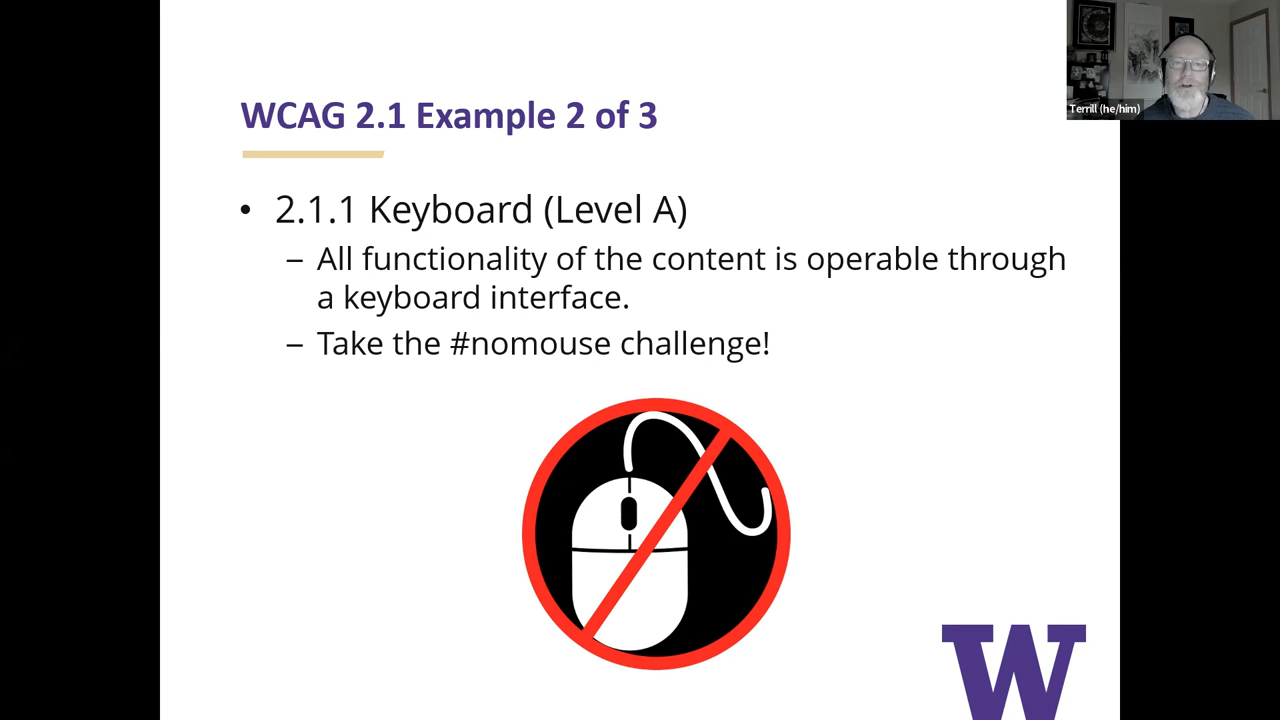 WCAG 2.1 Example 2 of 3
• 2.1.1 Keyboard (Level A)
– All functionality of the content is operable through
a keyboard interface.
– Take the #nomouse challenge!
Terrill (he/him)
W